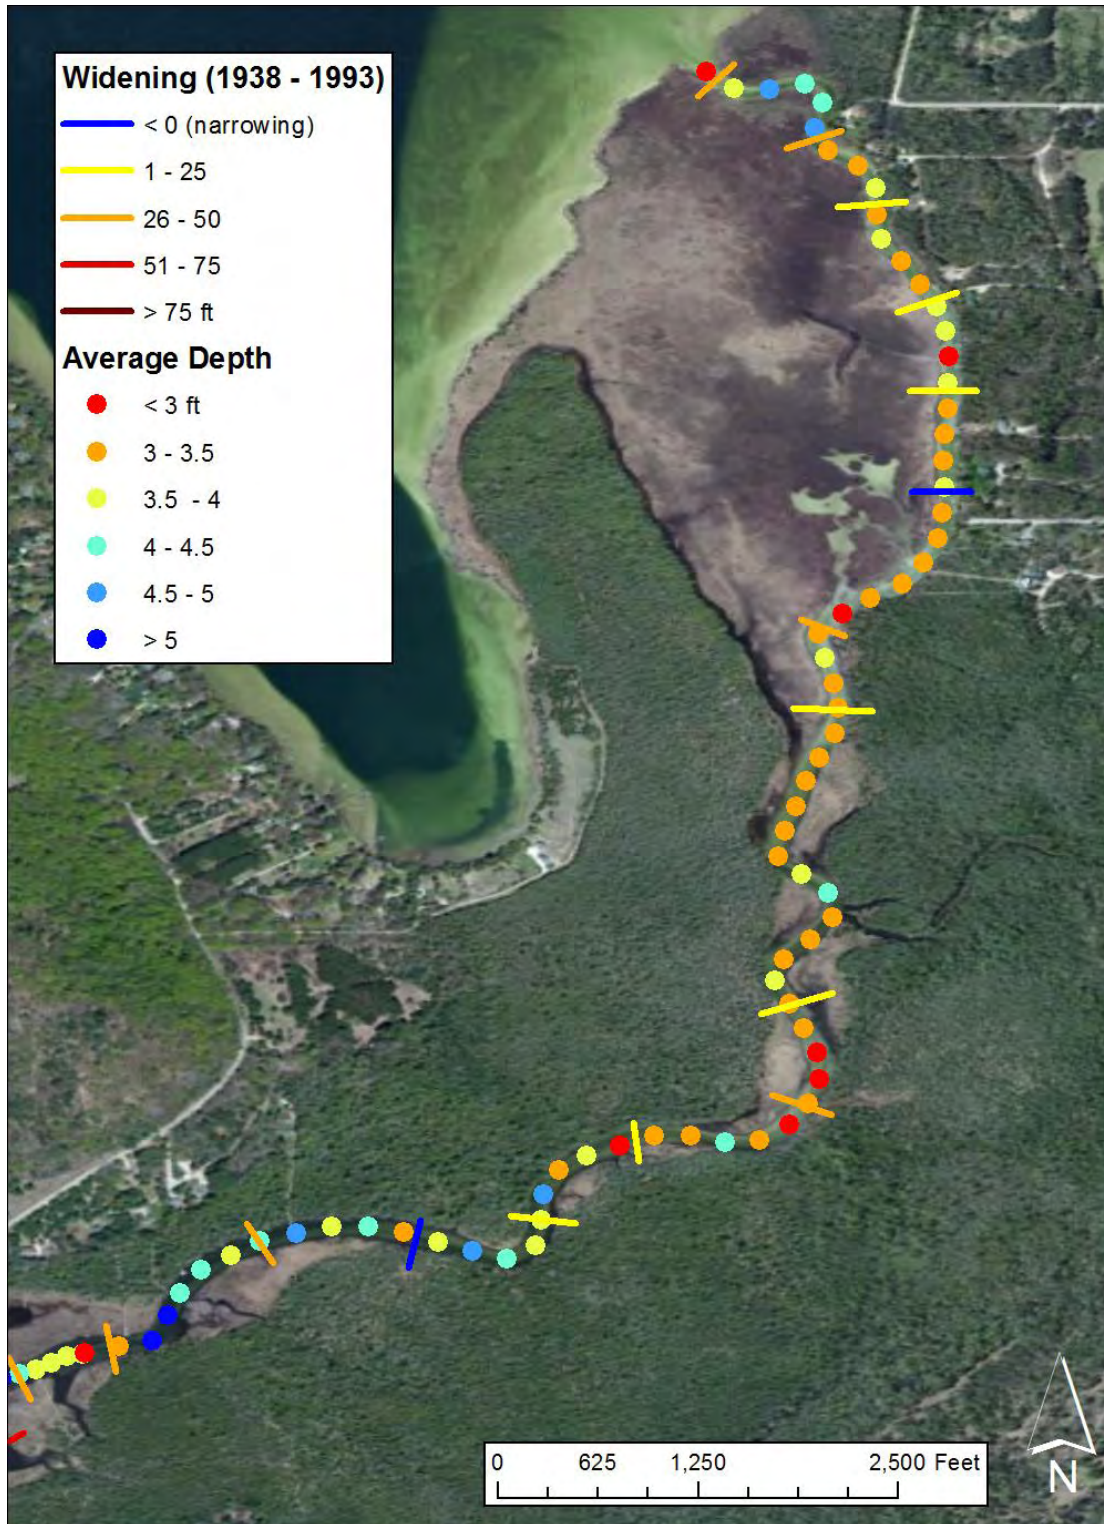 Widening (1938 - 1993)
< 0 (narrowing)
1 - 25
26 - 50
51 - 75
> 75 ft
Average Depth
< 3 ft
3 - 3.5
3.5 - 4
4 - 4.5
4.5 - 5
> 5
0 625 1,250 2,500 Feet
N